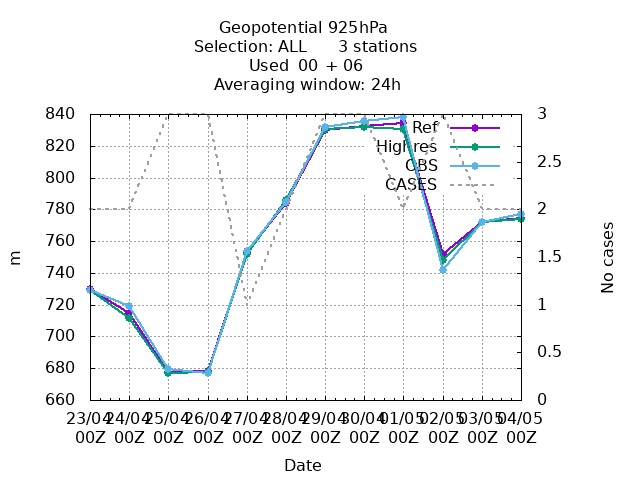 Geopotential 925hPa
Selection: ALL 3 stations
Used 00 + 06
Averaging window: 24h
840
820
800
780
760
740
720
700
680
660
m
3
2.5
2
1.5
1
0.5
0
No cases
Ref
Highres
OBS
CASES
23/04 24/04 25/04 26/04 27/04 28/04 29/04 30/04 01/05 02/05 03/05 04/05
00Z 00Z 00Z 00Z 00Z 00Z 00Z 00Z 00Z 00Z 00Z 00Z
Date